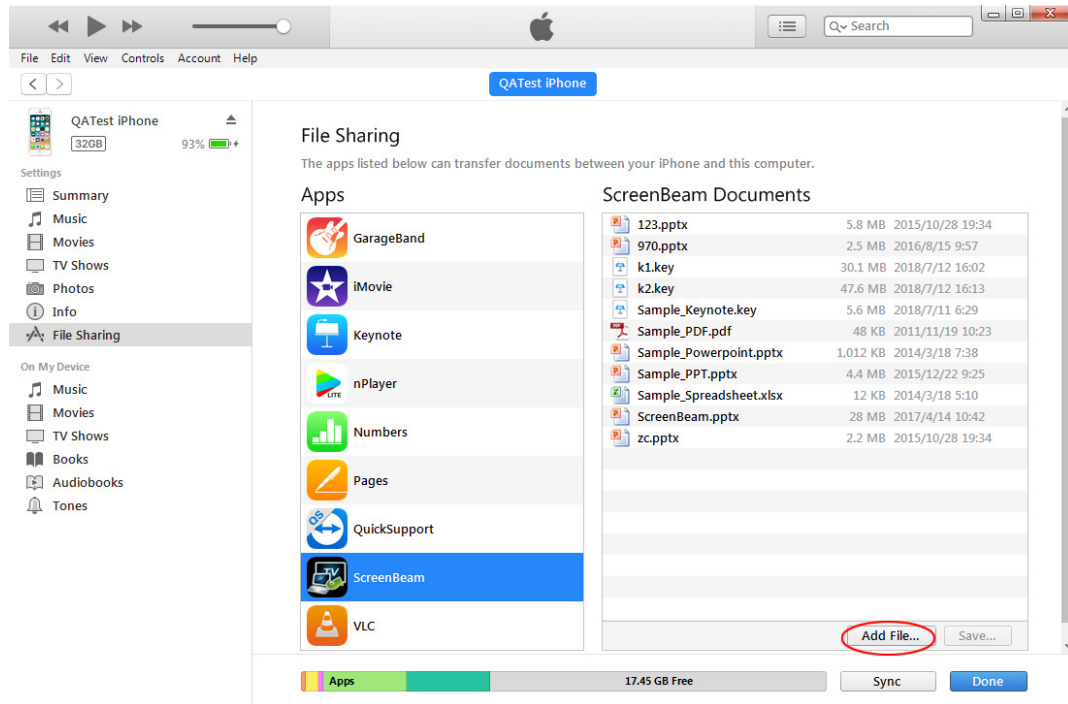 Search
File Edit View Controls Account Help
QATest iPhone
QATest iPhone
32GB 93%
Settings
Summary
Music
Movies
TV Shows
Photos
Info
File Sharing
On My Device
Music
Movies
TV Shows
Books
Audiobooks
Tones
File Sharing
The apps listed below can transfer documents between your iPhone and this computer.
Apps
GarageBand
iMovie
Keynote
LITE
nPlayer
Numbers
Pages
QS
QuickSupport
TV
ScreenBeam
VLC
ScreenBeam Documents
123.pptx 5.8 MB 2015/10/28 19:34
970.pptx 2.5 MB 2016/8/15 9:57
k1.key 30.1 MB 2018/7/12 16:02
k2.key 47.6 MB 2018/7/12 16:13
Sample_Keynote.key 5.6 MB 2018/7/11 6:29
Sample_PDF.pdf 48 KB 2011/11/19 10:23
Sample_Powerpoint.pptx 1,012 KB 2014/3/18 7:38
Sample_PPT.pptx 4.4 MB 2015/12/22 9:25
Sample_Spreadsheet.xlsx 12 KB 2014/3/18 5:10
ScreenBeam.pptx 28 MB 2017/4/14 10:42
zc.pptx 2.2 MB 2015/10/28 19:34
Add File... Save...
Apps 17.45 GB Free Sync Done